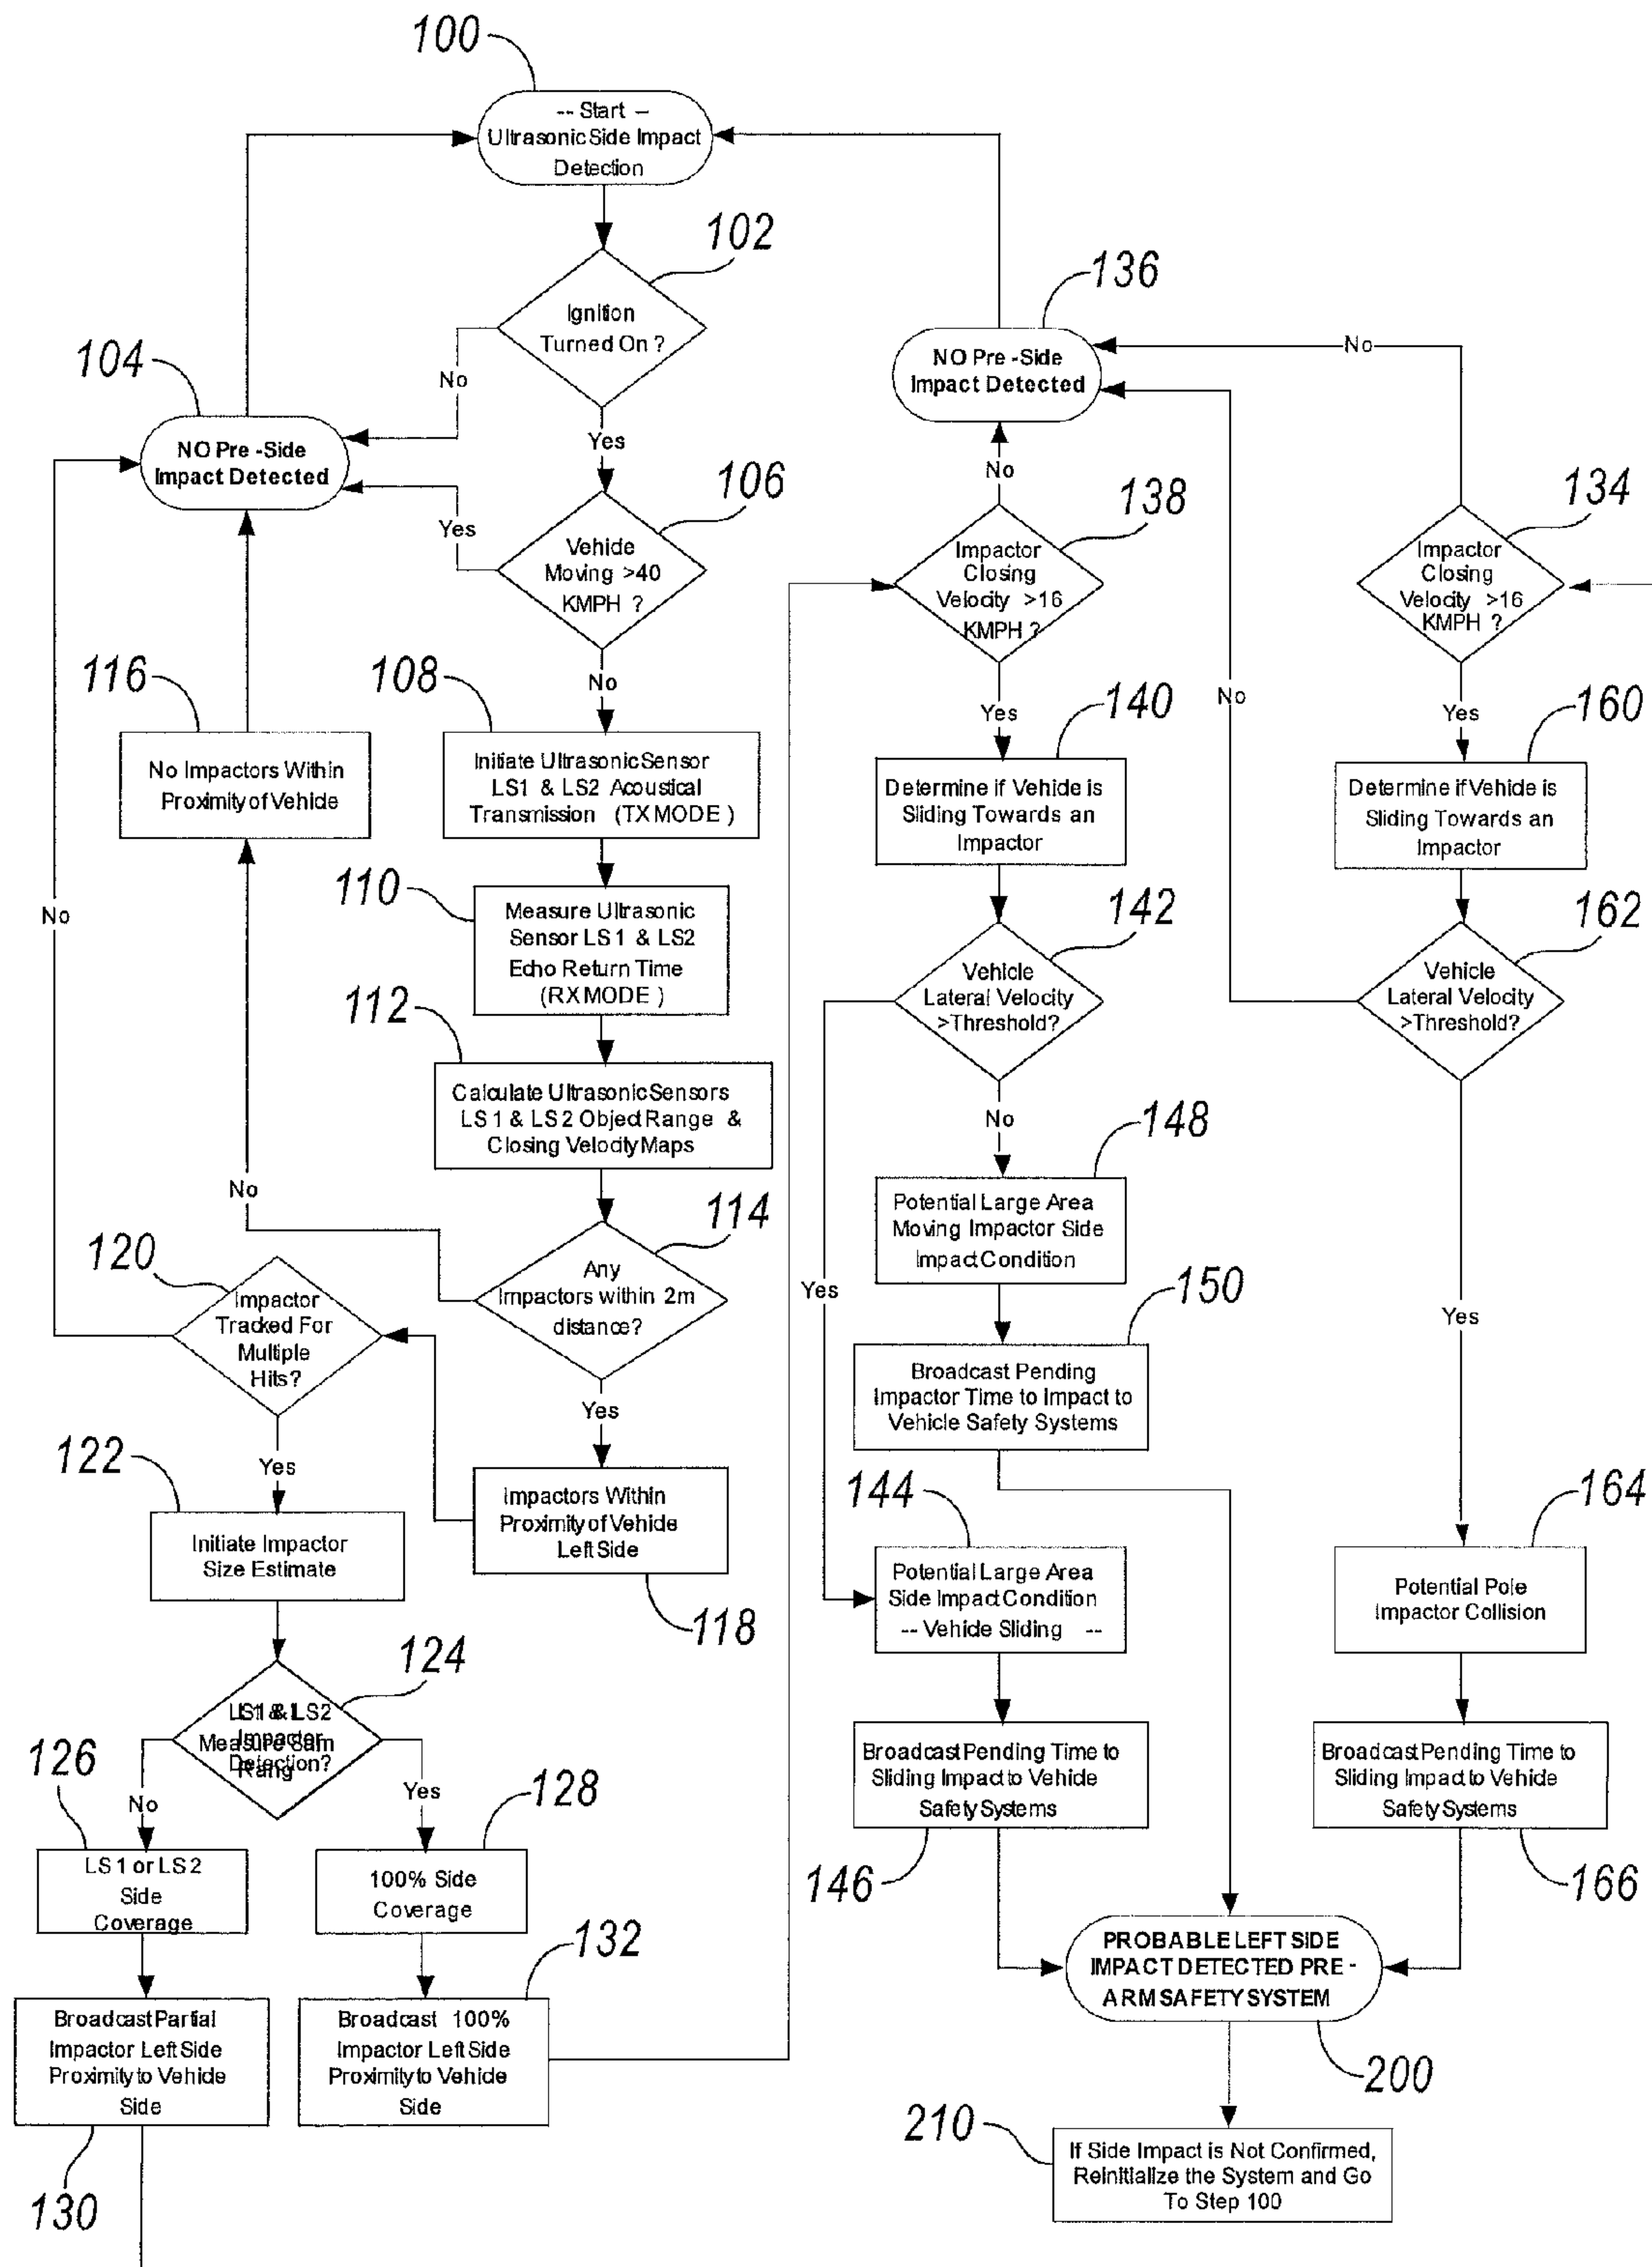 100
-- Start --
Ultrasonic Side Impact
Detection
102
Ignition
Turned On ?
No
Yes
104
NO Pre -Side
Impact Detected
106
Vehicle
Moving >40
KMPH ?
Yes
No
116
No Impactors Within
Proximity of Vehicle
108
Initiate Ultrasonic Sensor
LS1 & LS2 Acoustical
Transmission (TX MODE )
110
Measure Ultrasonic
Sensor LS1 & LS2
Echo Return Time
(RX MODE )
112
Calculate Ultrasonic Sensors
LS1 & LS2 Object Range &
Closing Velocity Maps
No
No
114
Any
Impactors within 2m
distance?
Yes
120
Impactor
Tracked For
Multiple
Hits?
Yes
118
Impactors Within
Proximity of Vehicle
Left Side
122
Initiate Impactor
Size Estimate
124
LS1 & LS2
Impactor
Measure Sam
Detection?
Rang
No
Yes
126
LS1 or LS2
Side
Coverage
128
100% Side
Coverage
130
Broadcast Partial
Impactor Left Side
Proximity to Vehicle
Side
132
Broadcast 100%
Impactor Left Side
Proximity to Vehicle
Side
136
NO Pre -Side
Impact Detected
No
No
138
Impactor
Closing
Velocity >16
KMPH ?
Yes
134
Impactor
Closing
Velocity >16
KMPH ?
Yes
No
140
Determine if Vehicle is
Sliding Towards an
Impactor
160
Determine if Vehicle is
Sliding Towards an
Impactor
142
Vehicle
Lateral Velocity
>Threshold?
No
Yes
162
Vehicle
Lateral Velocity
>Threshold?
Yes
148
Potential Large Area
Moving Impactor Side
Impact Condition
150
Broadcast Pending
Impactor Time to Impact to
Vehicle Safety Systems
144
Potential Large Area
Side Impact Condition
-- Vehicle Sliding --
164
Potential Pole
Impactor Collision
146
Broadcast Pending Time to
Sliding Impact to Vehicle
Safety Systems
166
Broadcast Pending Time to
Sliding Impact to Vehicle
Safety Systems
200
PROBABLE LEFT SIDE
IMPACT DETECTED PRE -
ARM SAFETY SYSTEM
210
If Side Impact is Not Confirmed,
Reinitialize the System and Go
To Step 100